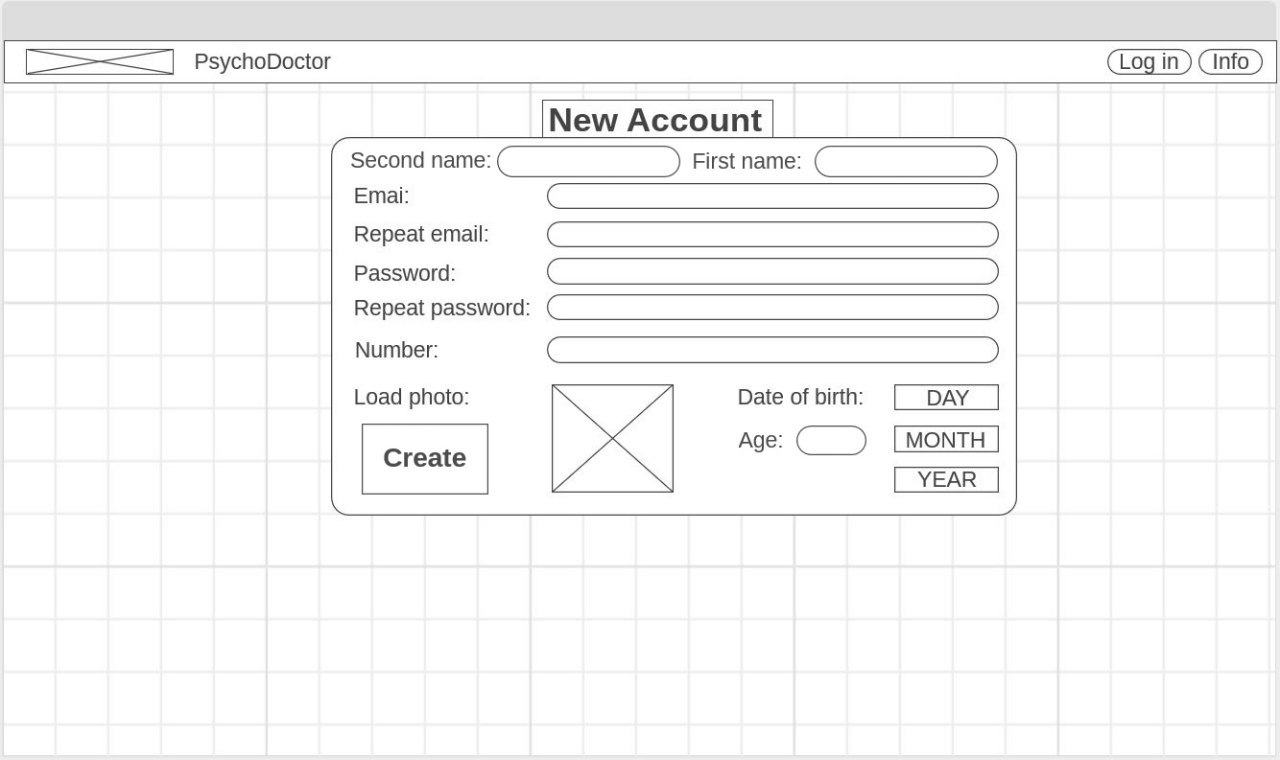 PsychoDoctor Log in Info
New Account
Second name: First name:
Emai:
Repeat email:
Password:
Repeat password:
Number:
Load photo: Date of birth: DAY
Create Age: MONTH
YEAR